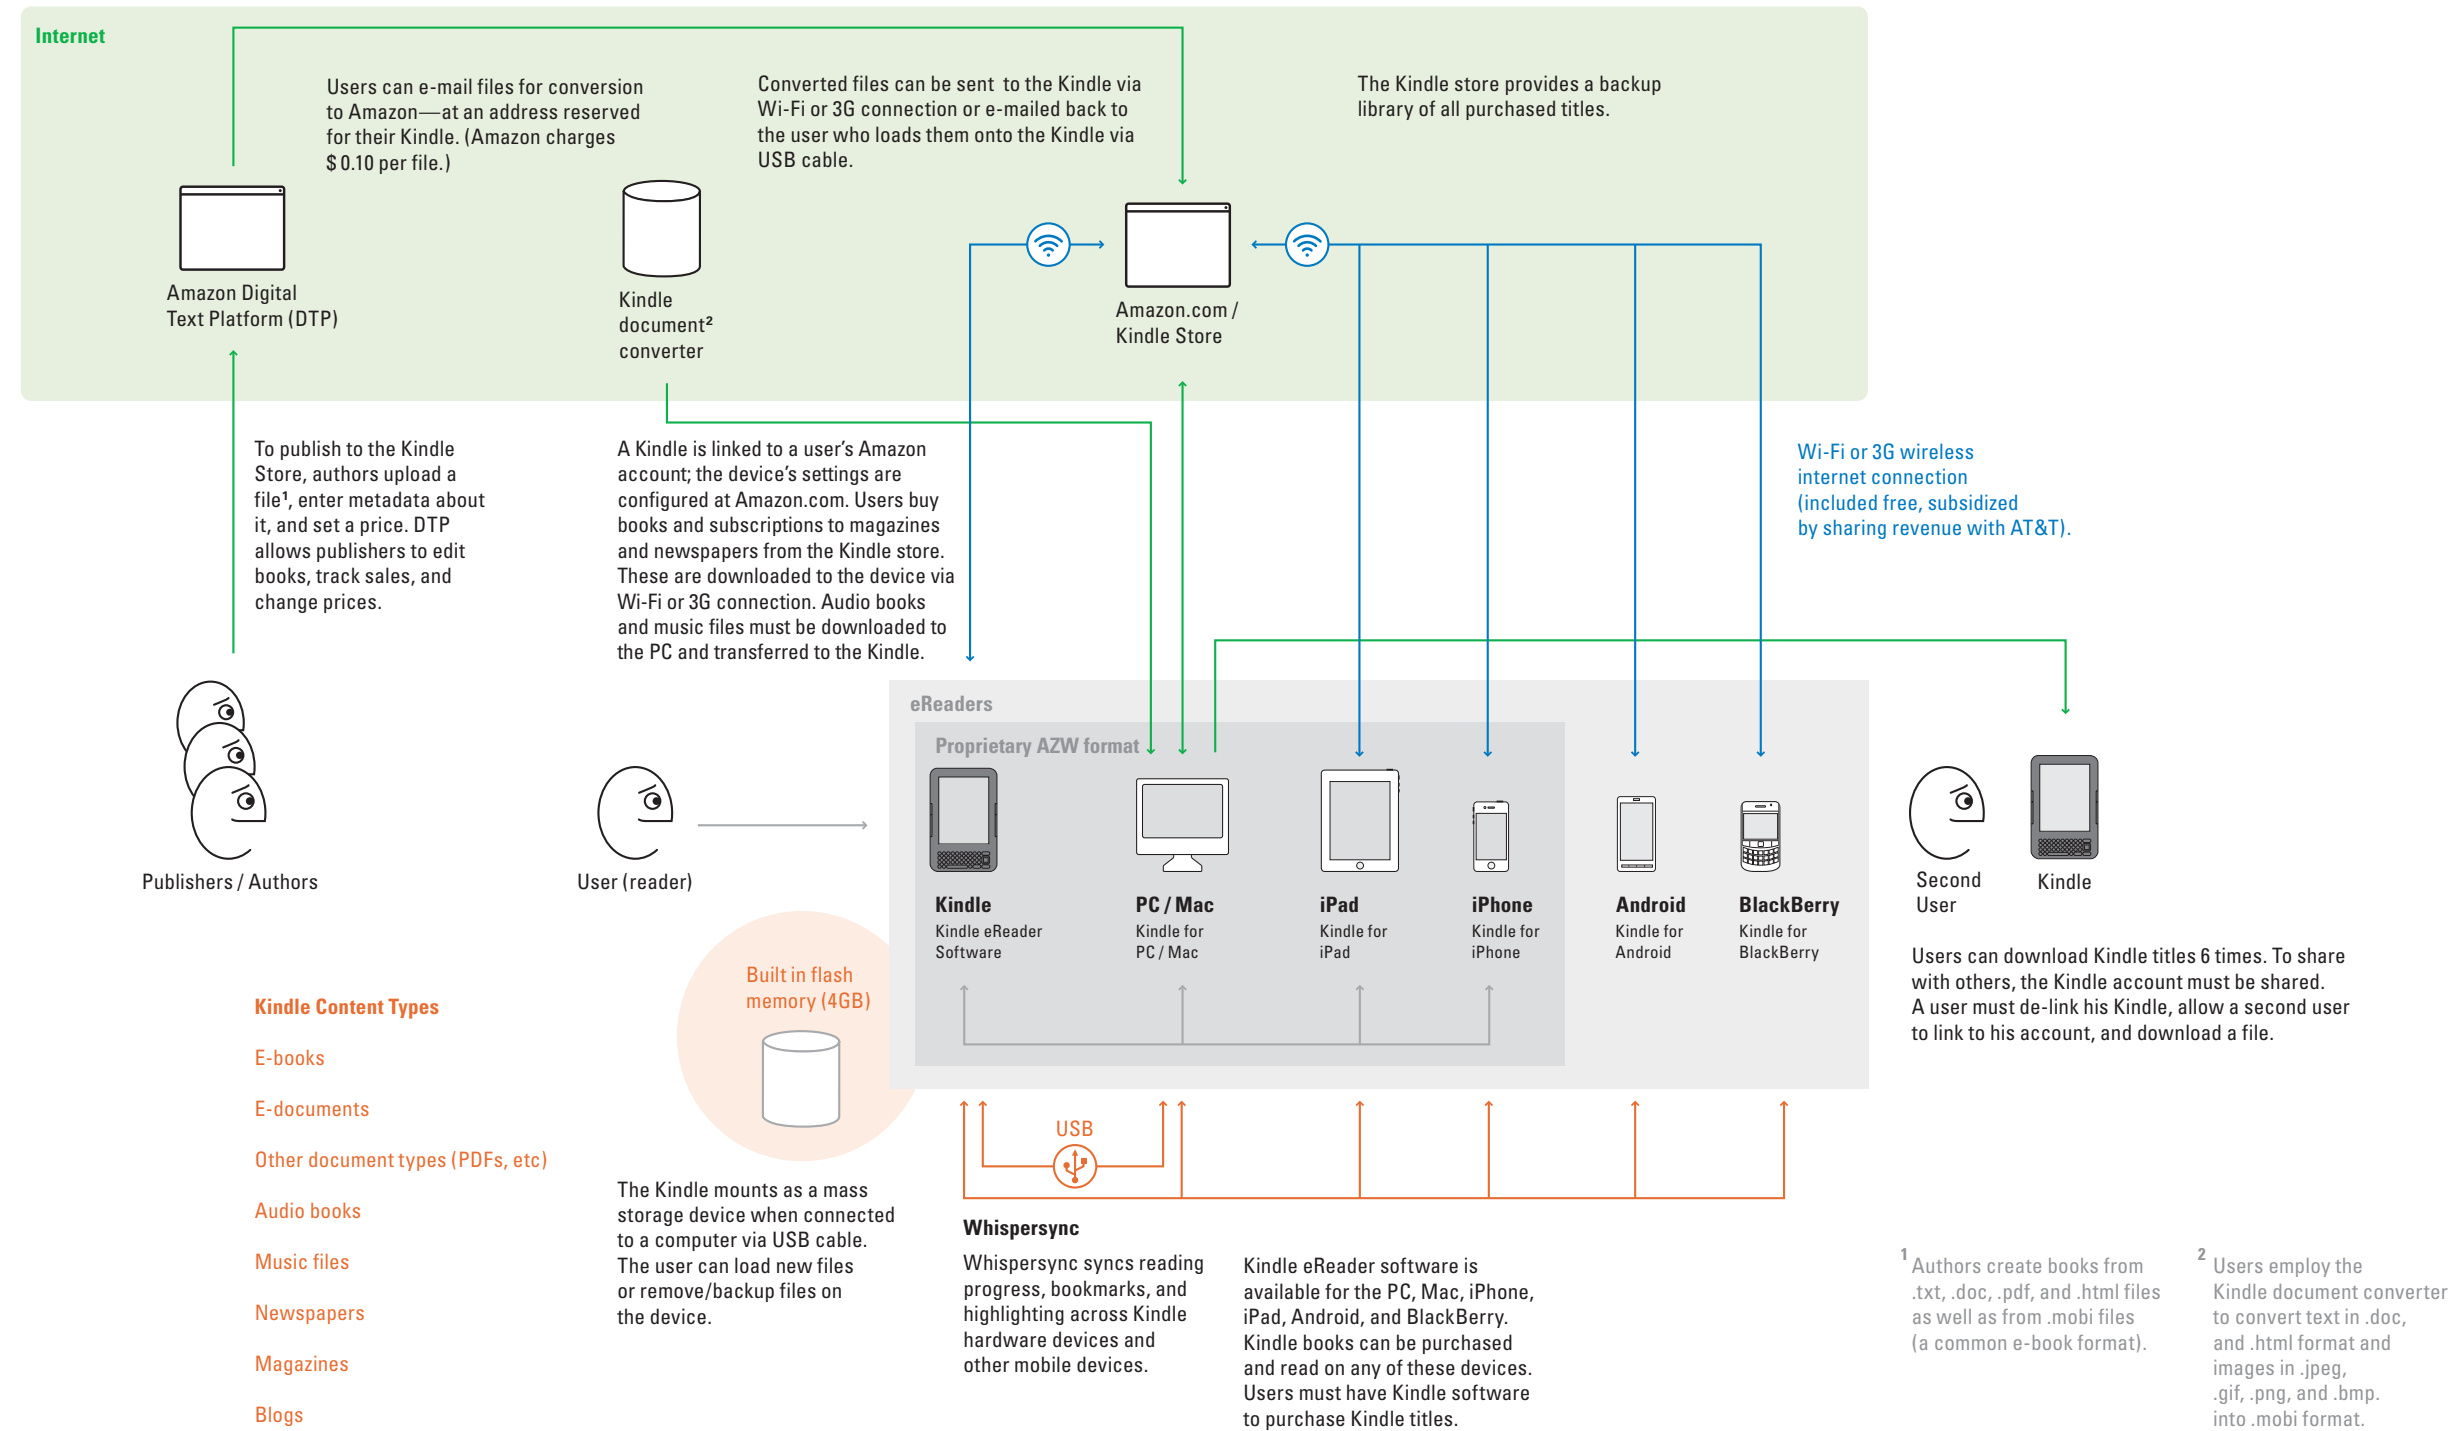 Internet
Users can e-mail files for conversion
to Amazon—at an address reserved
for their Kindle. (Amazon charges
$0.10 per file.)
Converted files can be sent to the Kindle via
Wi-Fi or 3G connection or e-mailed back to
the user who loads them onto the Kindle via
USB cable.
The Kindle store provides a backup
library of all purchased titles.
Amazon Digital
Text Platform (DTP)
Kindle
document²
converter
Amazon.com /
Kindle Store
To publish to the Kindle
Store, authors upload a
file¹, enter metadata about
it, and set a price. DTP
allows publishers to edit
books, track sales, and
change prices.
A Kindle is linked to a user's Amazon
account; the device's settings are
configured at Amazon.com. Users buy
books and subscriptions to magazines
and newspapers from the Kindle store.
These are downloaded to the device via
Wi-Fi or 3G connection. Audio books
and music files must be downloaded to
the PC and transferred to the Kindle.
Wi-Fi or 3G wireless
internet connection
(included free, subsidized
by sharing revenue with AT&T).
eReaders
Proprietary AZW format
Publishers / Authors
User (reader)
Kindle
Kindle eReader
Software
PC / Mac
Kindle for
PC / Mac
iPad
Kindle for
iPad
iPhone
Kindle for
iPhone
Android
Kindle for
Android
BlackBerry
Kindle for
BlackBerry
Second
User
Kindle
Users can download Kindle titles 6 times. To share
with others, the Kindle account must be shared.
A user must de-link his Kindle, allow a second user
to link to his account, and download a file.
Built in flash
memory (4GB)
Kindle Content Types
E-books
E-documents
Other document types (PDFs, etc)
Audio books
Music files
Newspapers
Magazines
Blogs
The Kindle mounts as a mass
storage device when connected
to a computer via USB cable.
The user can load new files
or remove/backup files on
the device.
USB
Whispersync
Whispersync syncs reading
progress, bookmarks, and
highlighting across Kindle
hardware devices and
other mobile devices.
Kindle eReader software is
available for the PC, Mac, iPhone,
iPad, Android, and BlackBerry.
Kindle books can be purchased
and read on any of these devices.
Users must have Kindle software
to purchase Kindle titles.
¹ Authors create books from
.txt, .doc, .pdf, and .html files
as well as from .mobi files
(a common e-book format).
² Users employ the
Kindle document converter
to convert text in .doc,
and .html format and
images in .jpeg,
.gif, .png, and .bmp.
into .mobi format.